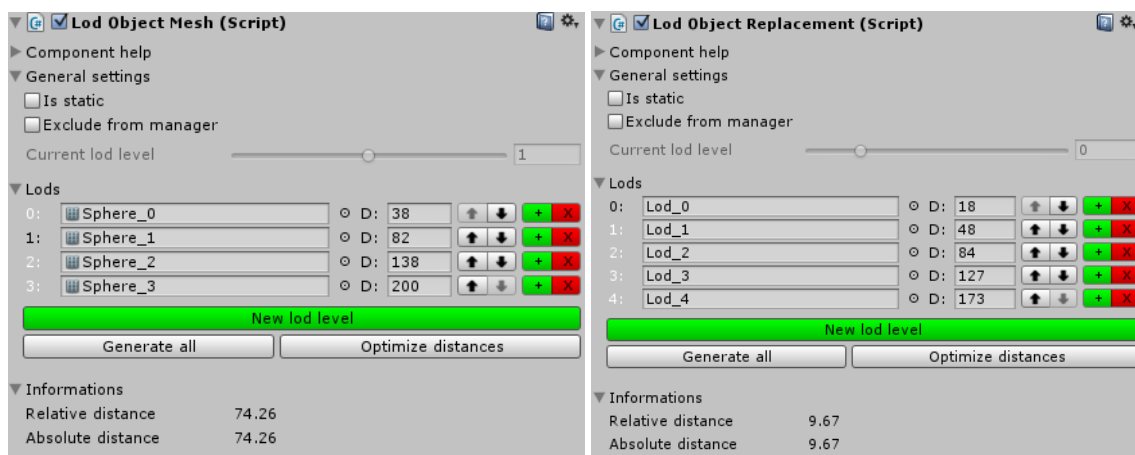 Lod Object Mesh (Script)
Component help
General settings
Is static
Exclude from manager
Current lod level 1
Lods
0: Sphere_0 D: 38 + X
1: Sphere_1 D: 82 + X
2: Sphere_2 D: 138 + X
3: Sphere_3 D: 200 + X
New lod level
Generate all Optimize distances
Informations
Relative distance 74.26
Absolute distance 74.26
Lod Object Replacement (Script)
Component help
General settings
Is static
Exclude from manager
Current lod level 0
Lods
0: Lod_0 D: 18 + X
1: Lod_1 D: 48 + X
2: Lod_2 D: 84 + X
3: Lod_3 D: 127 + X
4: Lod_4 D: 173 + X
New lod level
Generate all Optimize distances
Informations
Relative distance 9.67
Absolute distance 9.67